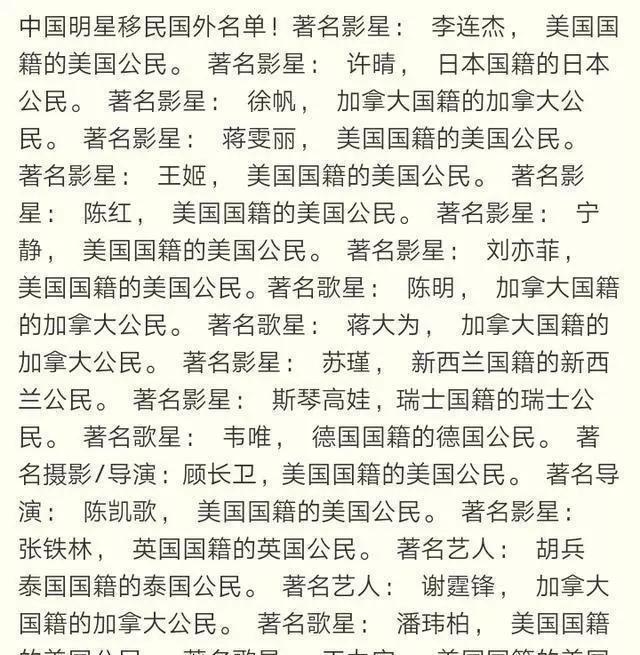 中国明星移民国外名单！著名影星： 李连杰， 美国国
籍的美国公民。 著名影星： 许晴， 日本国籍的日本
公民。 著名影星： 徐帆， 加拿大国籍的加拿大公
民。 著名影星： 蒋雯丽， 美国国籍的美国公民。
著名影星： 王姬， 美国国籍的美国公民。 著名影
星： 陈红， 美国国籍的美国公民。 著名影星： 宁
静， 美国国籍的美国公民。 著名影星： 刘亦菲，
美国国籍的美国公民。著名歌星： 陈明， 加拿大国籍
的加拿大公民。 著名歌星： 蒋大为， 加拿大国籍的
加拿大公民。 著名影星： 苏瑾， 新西兰国籍的新西
兰公民。 著名影星： 斯琴高娃，瑞士国籍的瑞士公
民。 著名歌星： 韦唯， 德国国籍的德国公民。 著
名摄影/导演：顾长卫，美国国籍的美国公民。 著名导
演： 陈凯歌， 美国国籍的美国公民。 著名影星：
张铁林， 英国国籍的英国公民。 著名艺人： 胡兵
泰国国籍的泰国公民。 著名艺人： 谢霆锋， 加拿大
国籍的加拿大公民。 著名歌星： 潘玮柏， 美国国籍